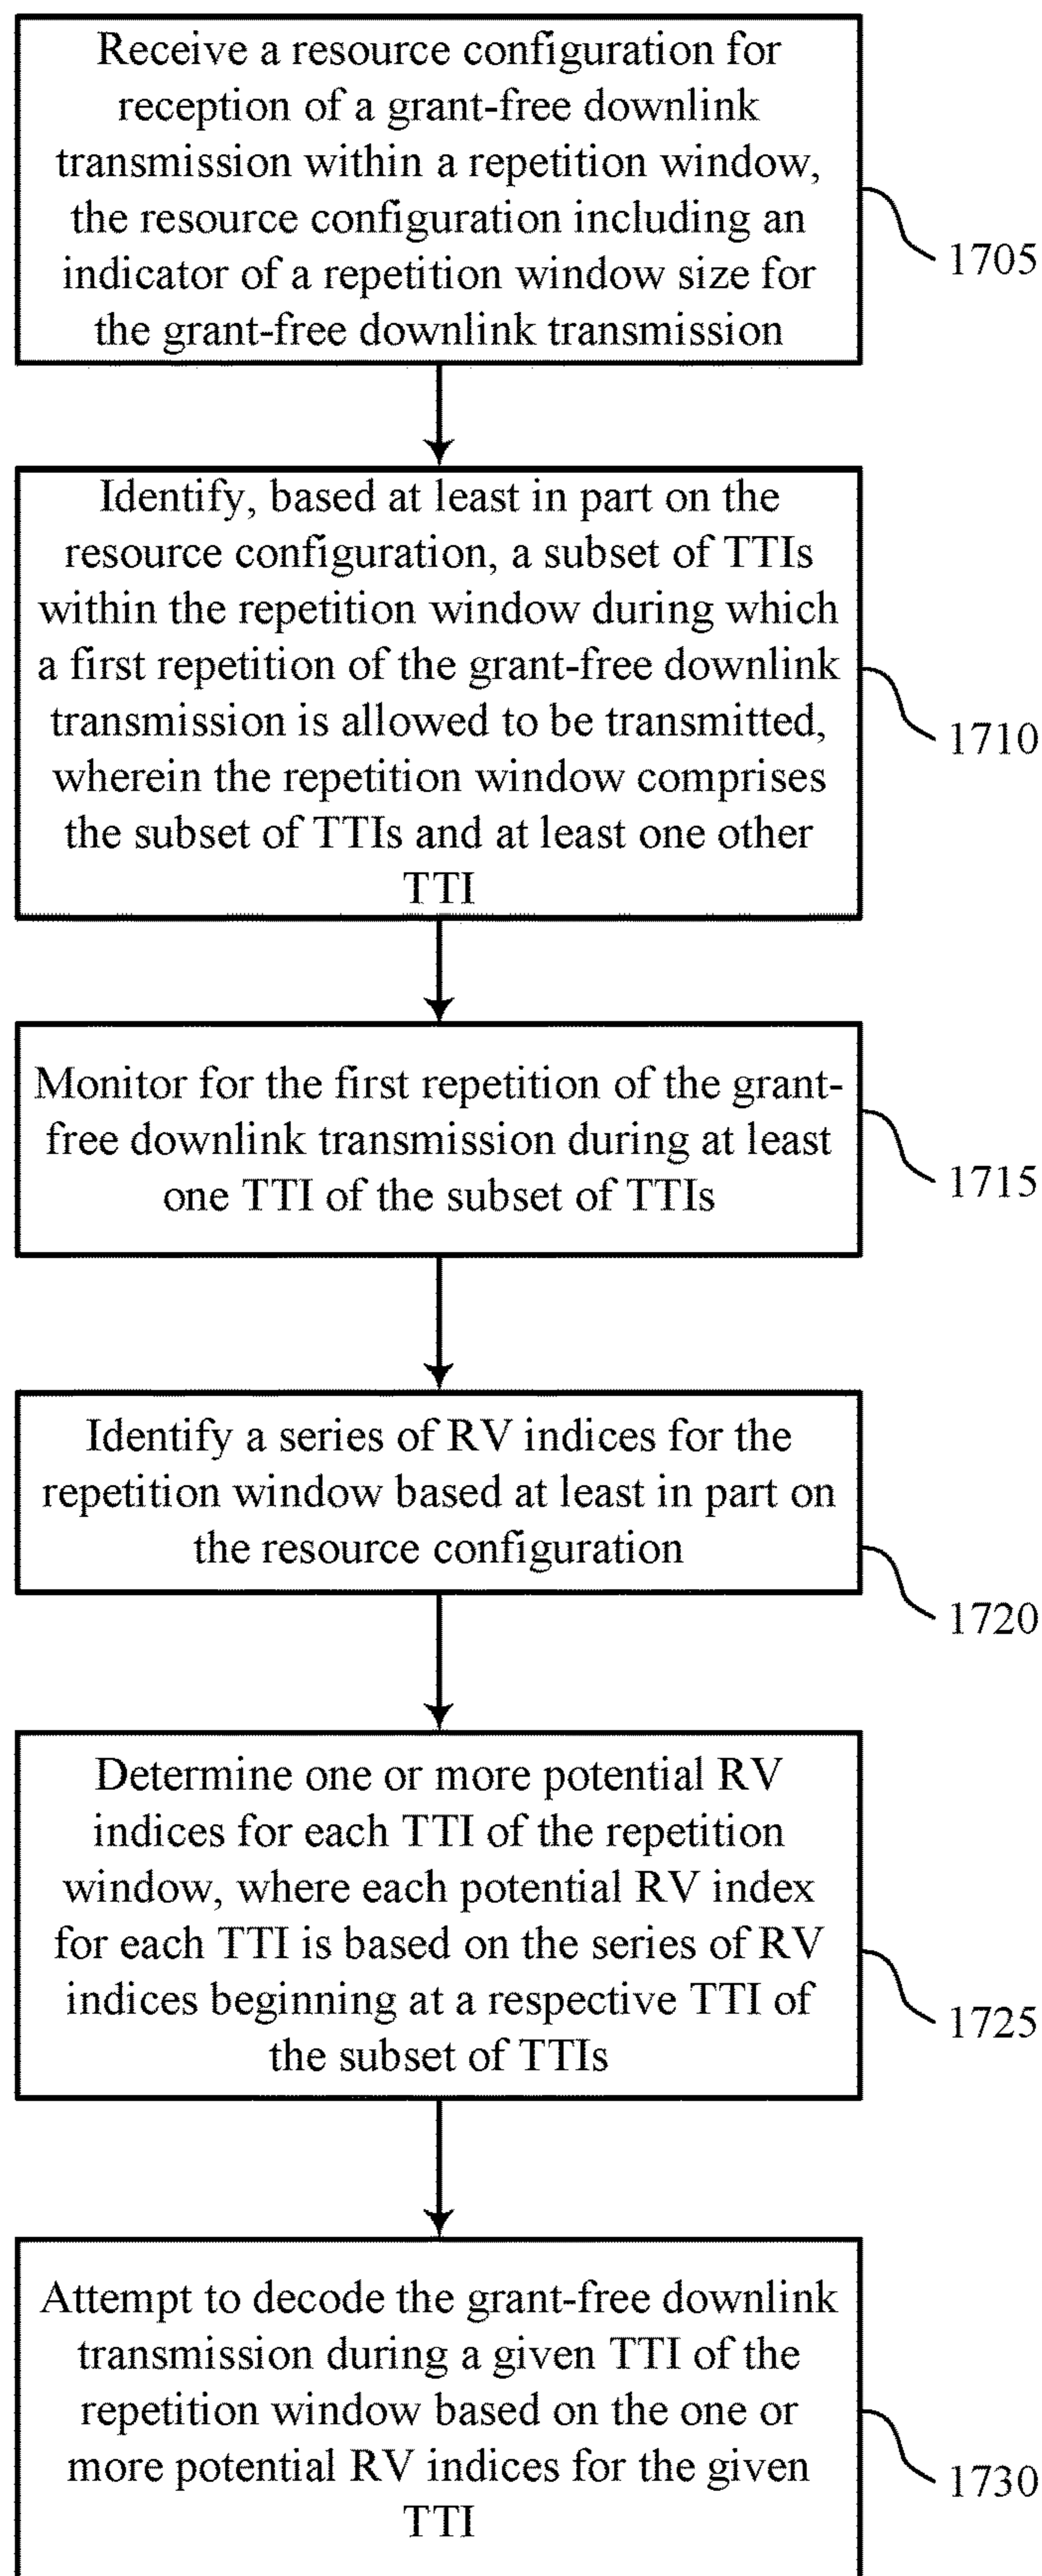 Receive a resource configuration for
reception of a grant-free downlink
transmission within a repetition window,
the resource configuration including an
indicator of a repetition window size for
the grant-free downlink transmission
1705
Identify, based at least in part on the
resource configuration, a subset of TTIs
within the repetition window during which
a first repetition of the grant-free downlink
transmission is allowed to be transmitted,
wherein the repetition window comprises
the subset of TTIs and at least one other
TTI
1710
Monitor for the first repetition of the grant-
free downlink transmission during at least
one TTI of the subset of TTIs
1715
Identify a series of RV indices for the
repetition window based at least in part on
the resource configuration
1720
Determine one or more potential RV
indices for each TTI of the repetition
window, where each potential RV index
for each TTI is based on the series of RV
indices beginning at a respective TTI of
the subset of TTIs
1725
Attempt to decode the grant-free downlink
transmission during a given TTI of the
repetition window based on the one or
more potential RV indices for the given
TTI
1730